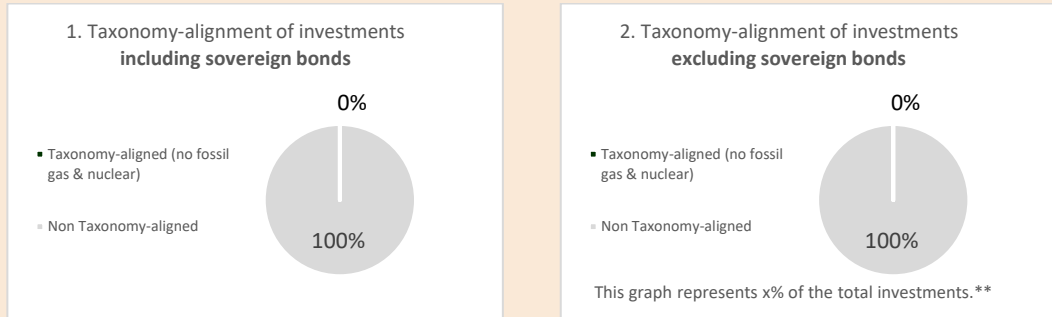 1. Taxonomy-alignment of investments
including sovereign bonds
0%
Taxonomy-aligned (no fossil
gas & nuclear)
Non Taxonomy-aligned
100%
2. Taxonomy-alignment of investments
excluding sovereign bonds
0%
Taxonomy-aligned (no fossil
gas & nuclear)
Non Taxonomy-aligned
100%
This graph represents x% of the total investments.**